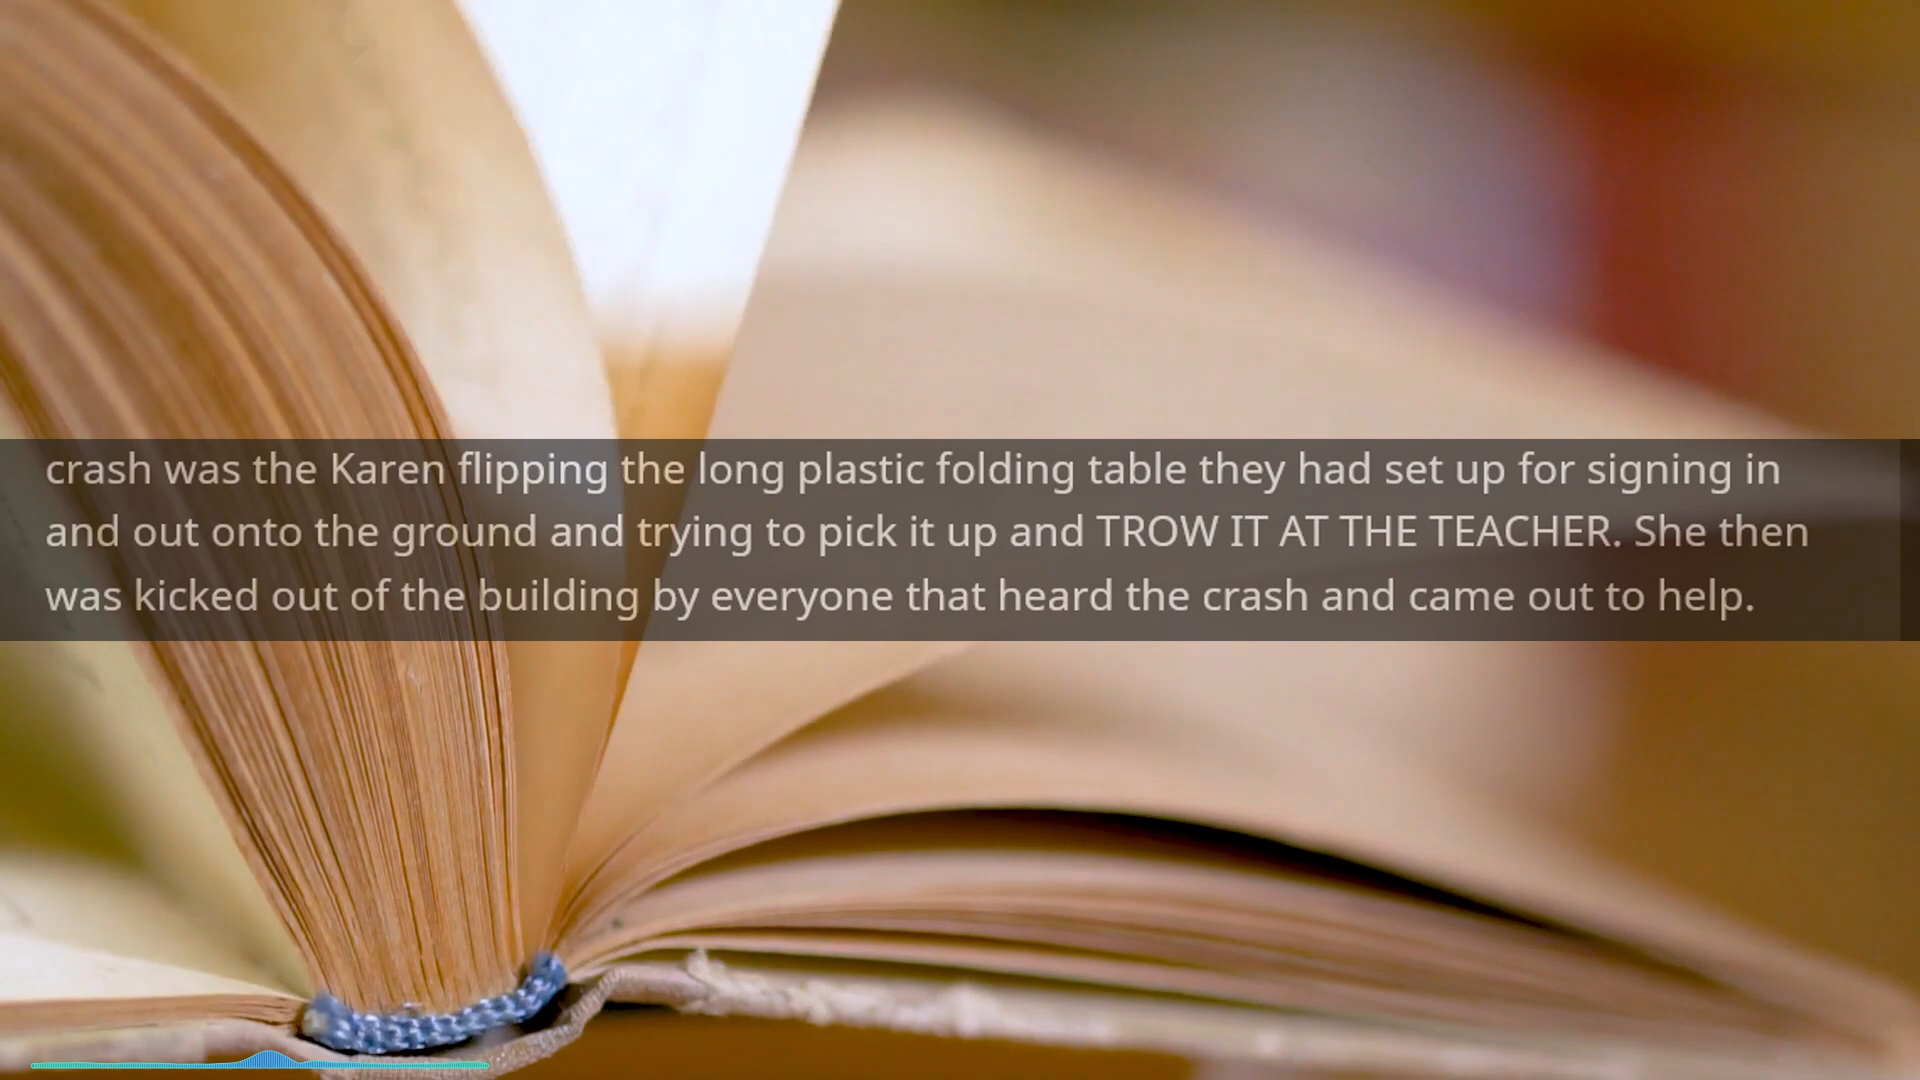 crash was the Karen flipping the long plastic folding table they had set up for signing in
and out onto the ground and trying to pick it up and TROW IT AT THE TEACHER. She then
was kicked out of the building by everyone that heard the crash and came out to help.